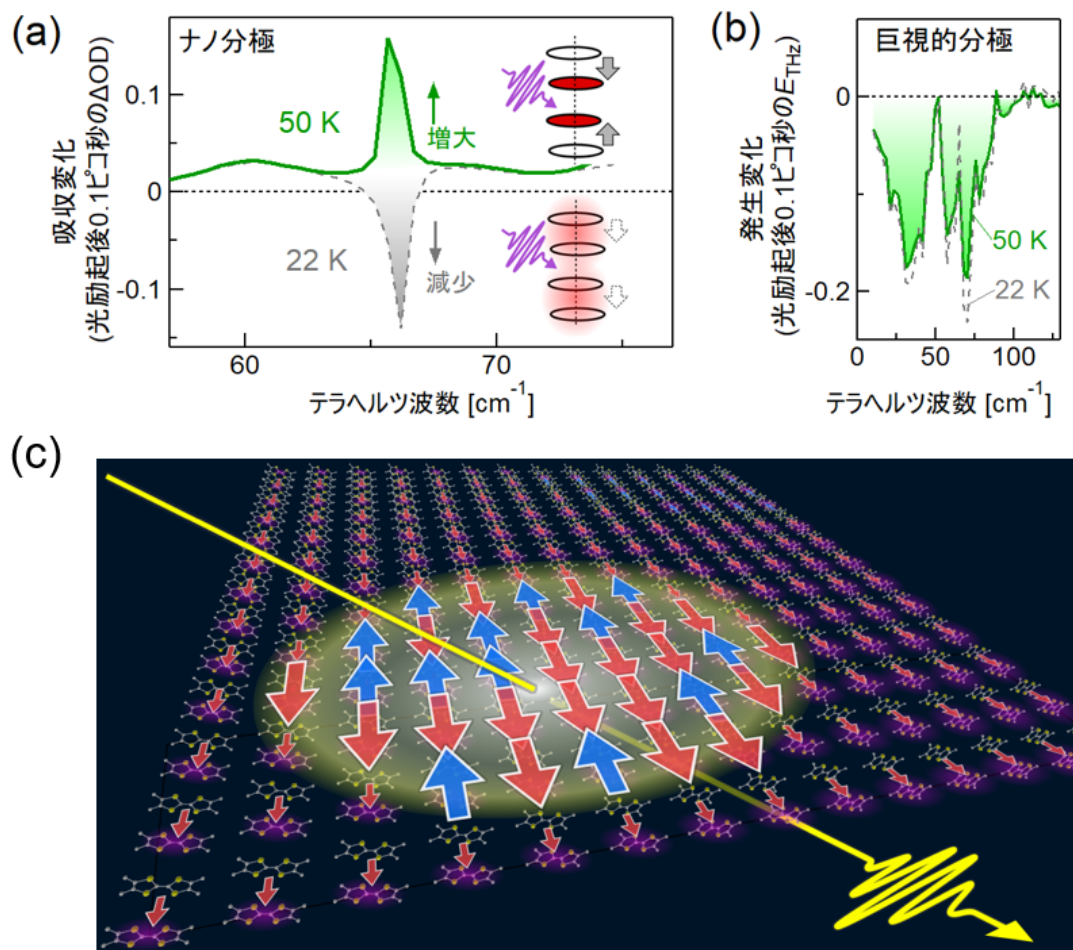 (a)
ナノ分極
吸収変化
(光励起後0.1ピコ秒のΔOD)
0.1
0
-0.1
50 K
増大
22 K
減少
60
70
テラヘルツ波数 [cm⁻¹]
(b)
巨視的分極
発生変化
(光励起後0.1ピコ秒のE_THz)
0
-0.2
50 K
22 K
0
50
100
テラヘルツ波数 [cm⁻¹]
(c)